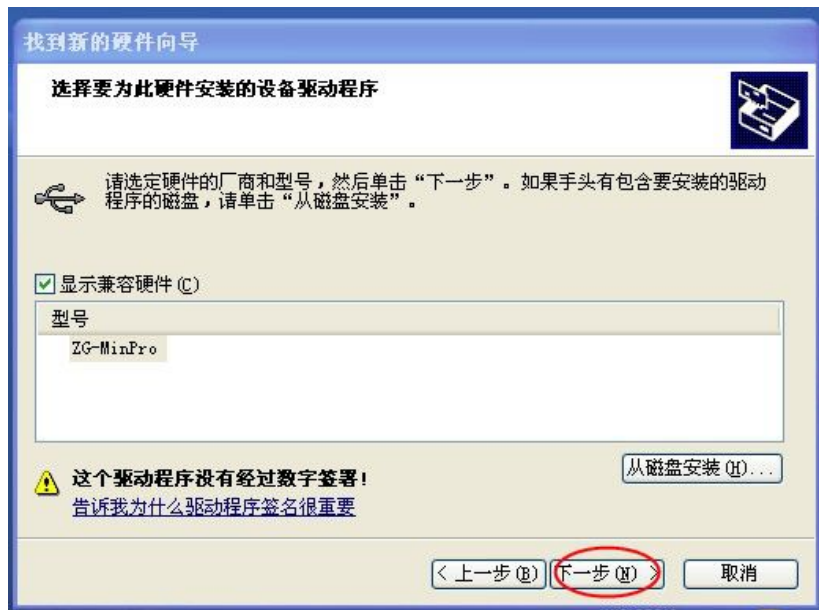 找到新的硬件向导
选择要为此硬件安装的设备驱动程序
请选定硬件的厂商和型号，然后单击“下一步”。如果手头有包含要安装的驱动
程序的磁盘，请单击“从磁盘安装”。
显示兼容硬件(C)
型号
ZG-MinPro
这个驱动程序没有经过数字签署!
告诉我为什么驱动程序签名很重要
从磁盘安装(H)...
< 上一步(B) 下一步(N) > 取消